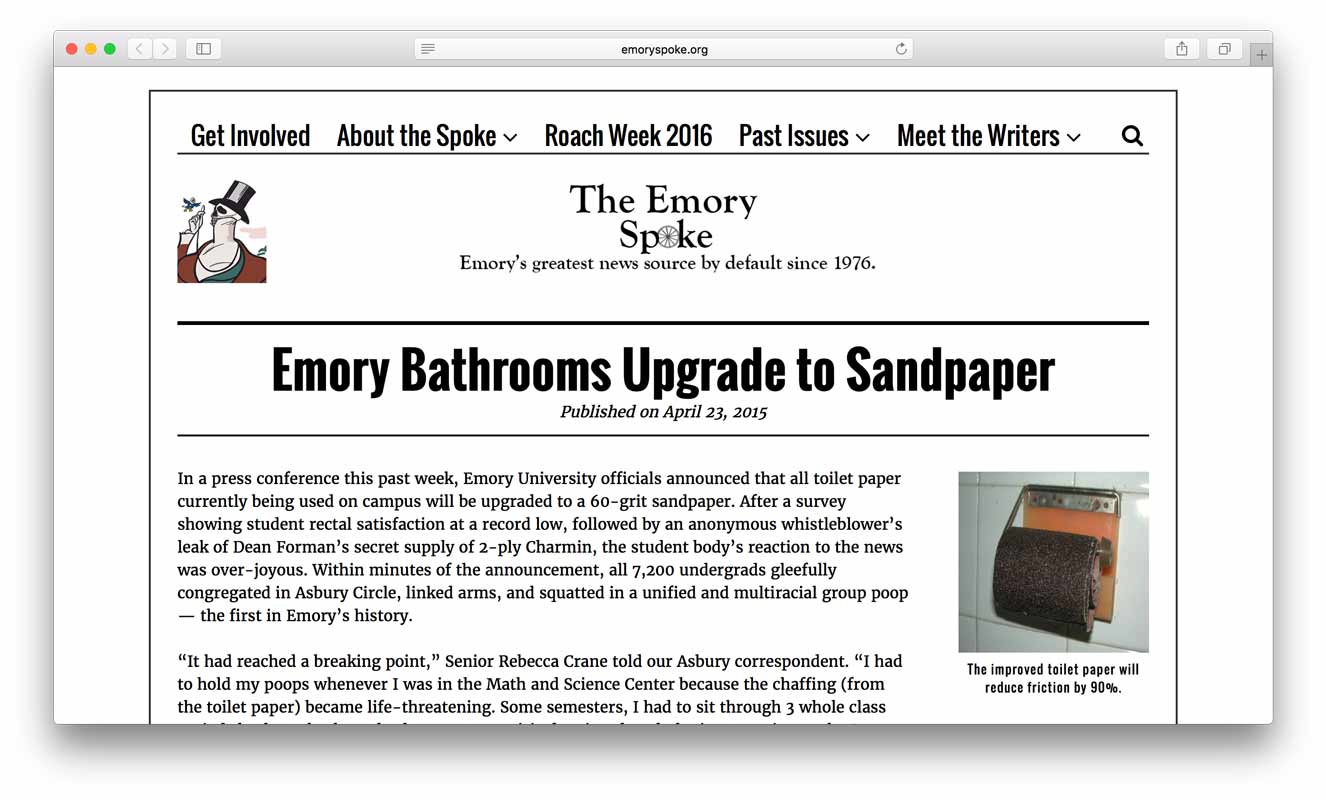 emoryspoke.org
Get Involved About the Spoke Roach Week 2016 Past Issues Meet the Writers
The Emory
Spoke
Emory's greatest news source by default since 1976.
Emory Bathrooms Upgrade to Sandpaper
Published on April 23, 2015
In a press conference this past week, Emory University officials announced that all toilet paper
currently being used on campus will be upgraded to a 60-grit sandpaper. After a survey
showing student rectal satisfaction at a record low, followed by an anonymous whistleblower's
leak of Dean Forman's secret supply of 2-ply Charmin, the student body's reaction to the news
was over-joyous. Within minutes of the announcement, all 7,200 undergrads gleefully
congregated in Asbury Circle, linked arms, and squatted in a unified and multiracial group poop
— the first in Emory's history.
“It had reached a breaking point,” Senior Rebecca Crane told our Asbury correspondent. “I had
to hold my poops whenever I was in the Math and Science Center because the chaffing (from
the toilet paper) became life-threatening. Some semesters, I had to sit through 3 whole class
The improved toilet paper will
reduce friction by 90%.